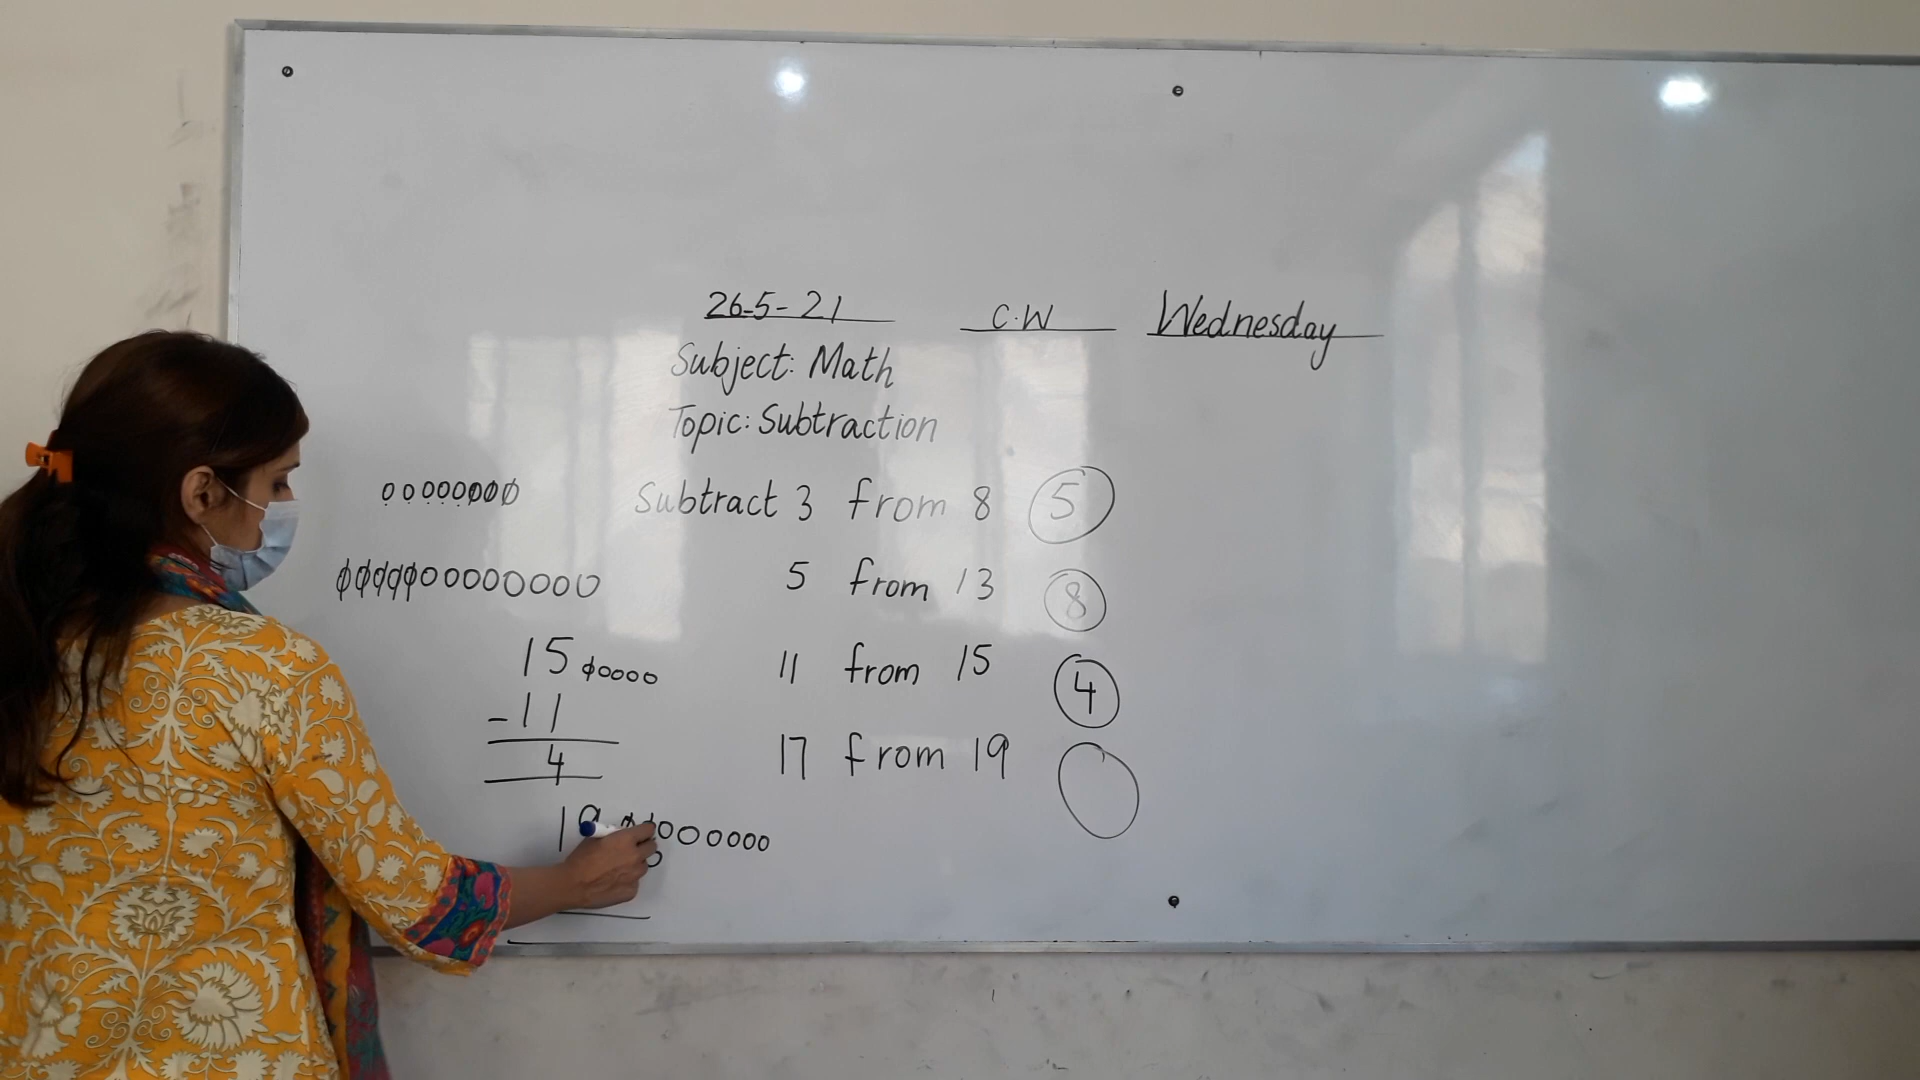 26-5-21 C.W Wednesday
Subject: Math
Topic: Subtraction
Subtract 3 from 8 5
5 from 13 8
15 11 from 15 4
-11
4 17 from 19
19